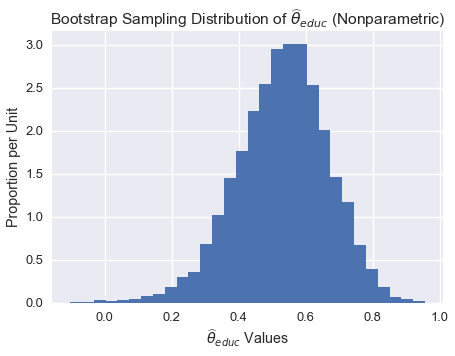 Bootstrap Sampling Distribution of θ̂educ (Nonparametric)
3.0
2.5
2.0
1.5
1.0
0.5
0.0
Proportion per Unit
0.0 0.2 0.4 0.6 0.8 1.0
θ̂educ Values